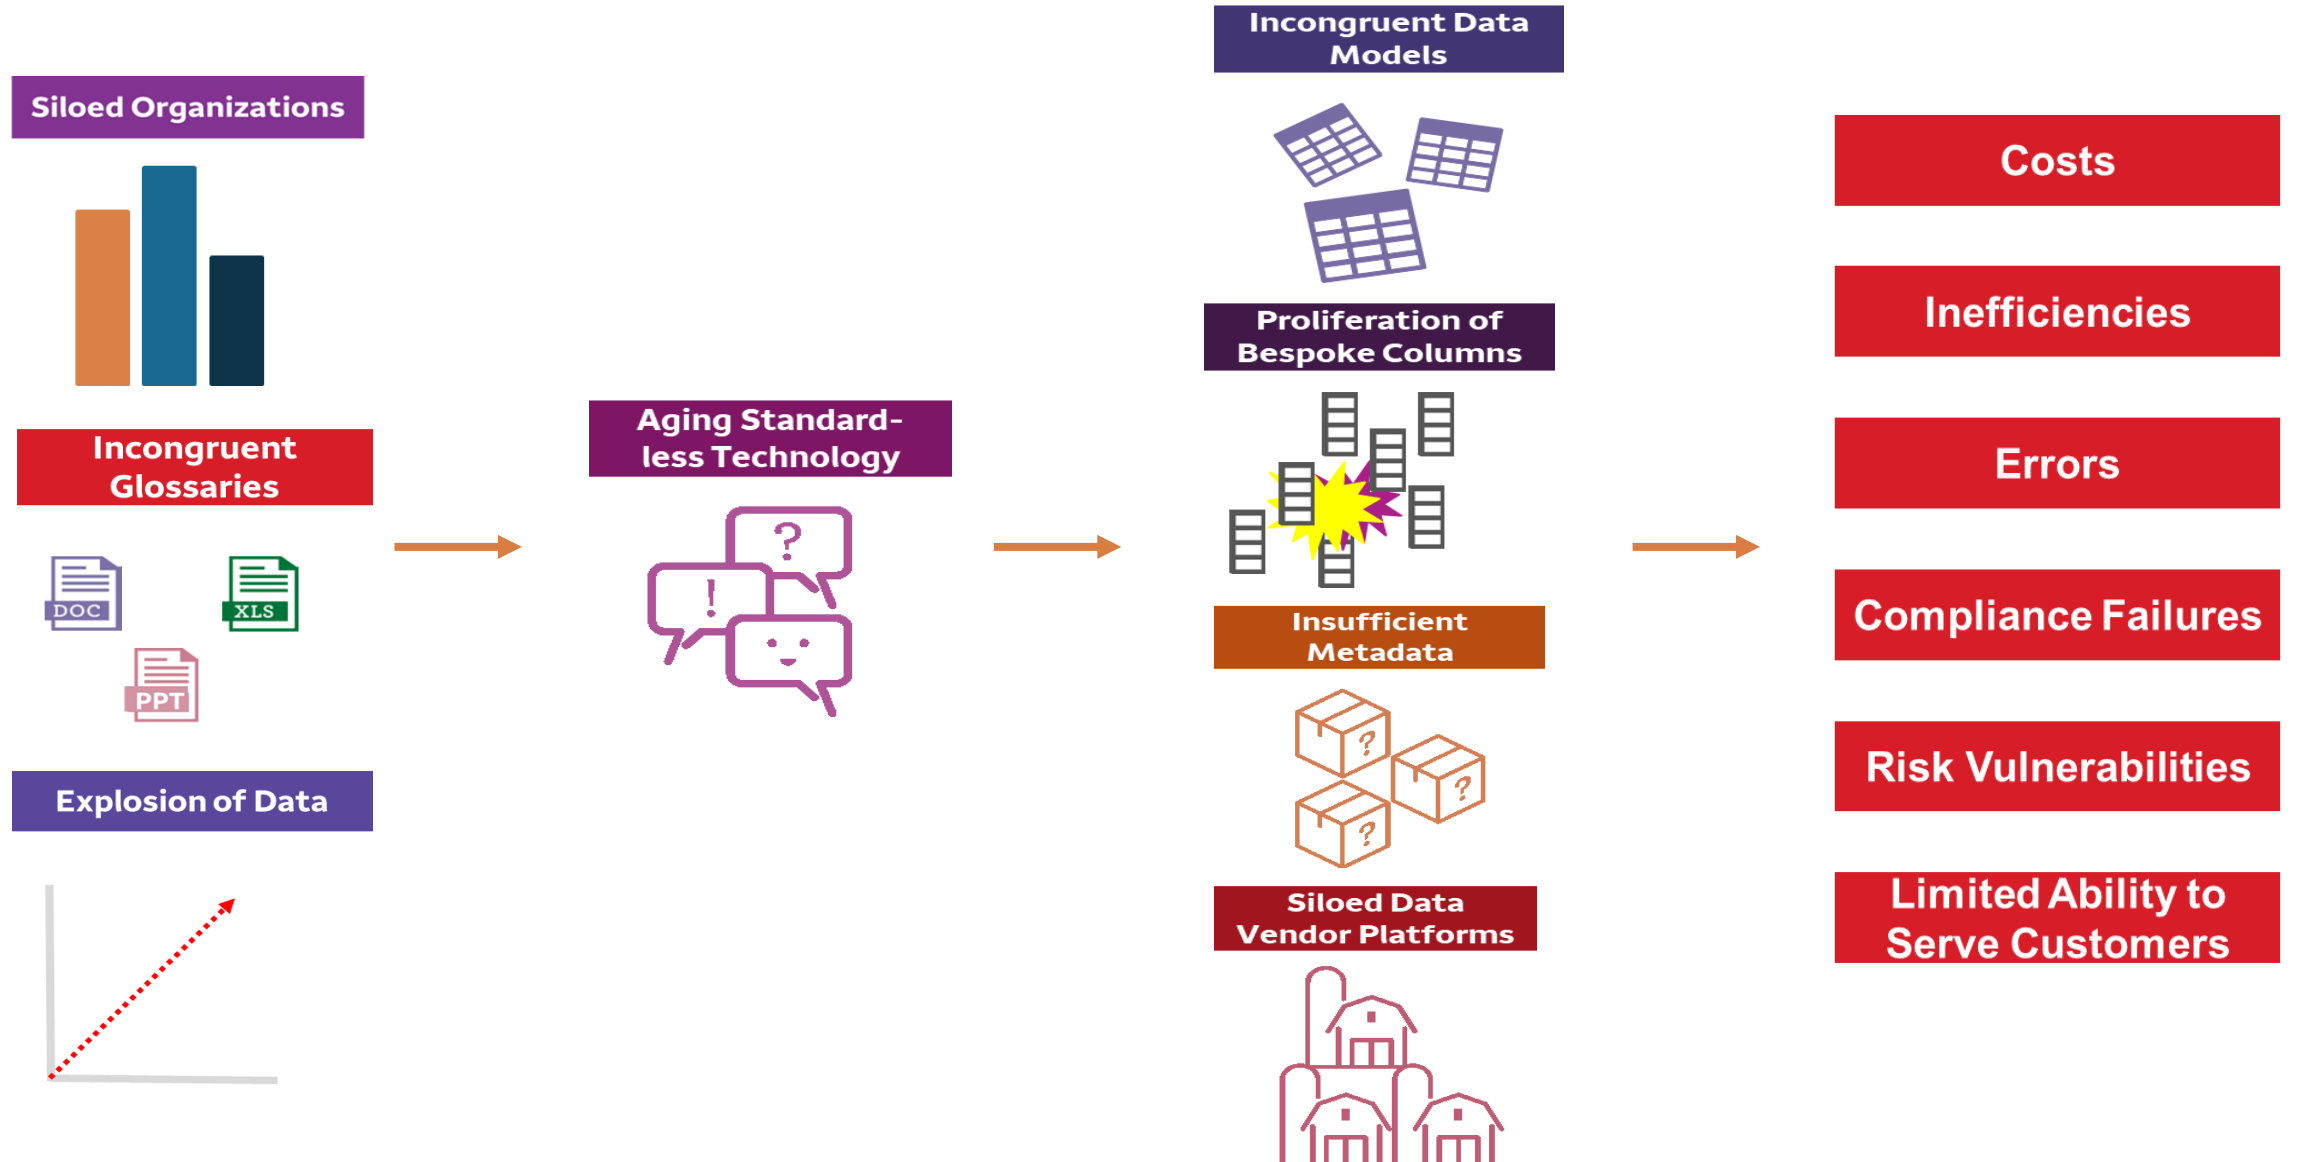 Siloed Organizations
Incongruent
Glossaries
DOC
XLS
PPT
Explosion of Data
Aging Standard-
less Technology
?
!
Incongruent Data
Models
Proliferation of
Bespoke Columns
Insufficient
Metadata
?
?
?
Siloed Data
Vendor Platforms
Costs
Inefficiencies
Errors
Compliance Failures
Risk Vulnerabilities
Limited Ability to
Serve Customers